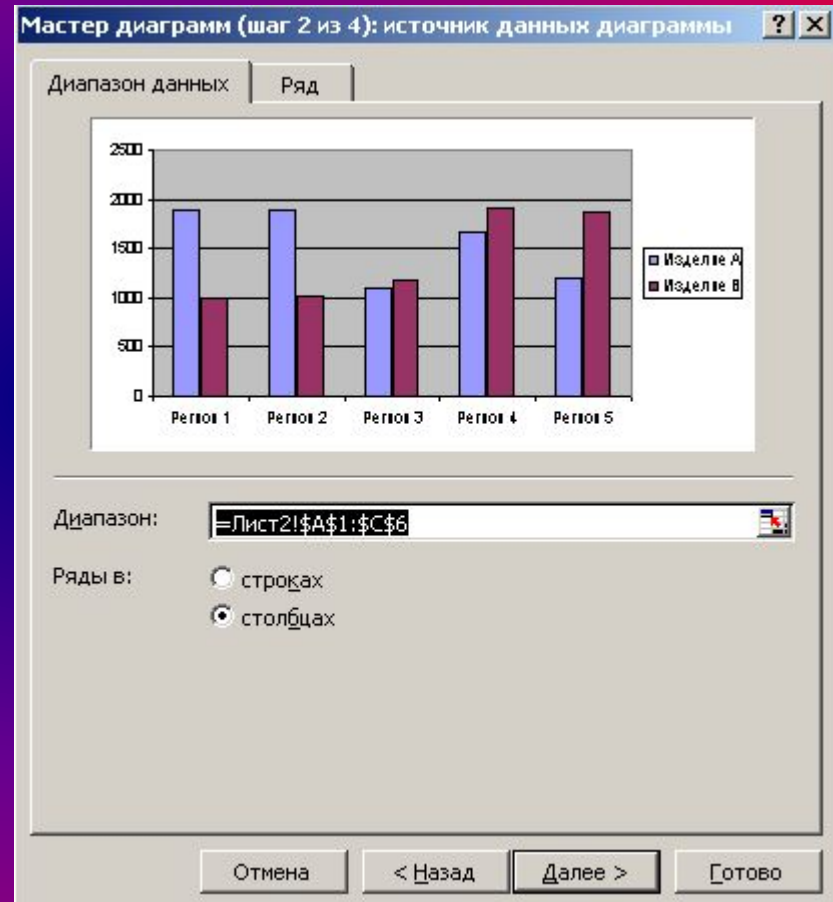 Мастер диаграмм (шаг 2 из 4): источник данных диаграммы
Диапазон данных Ряд
2500
2000
1500
1000
500
0
Регион 1 Регион 2 Регион 3 Регион 4 Регион 5
Изделие A
Изделие B
Диапазон: =Лист2!$A$1:$C$6
Ряды в: строках
столбцах
Отмена < Назад Далее > Готово